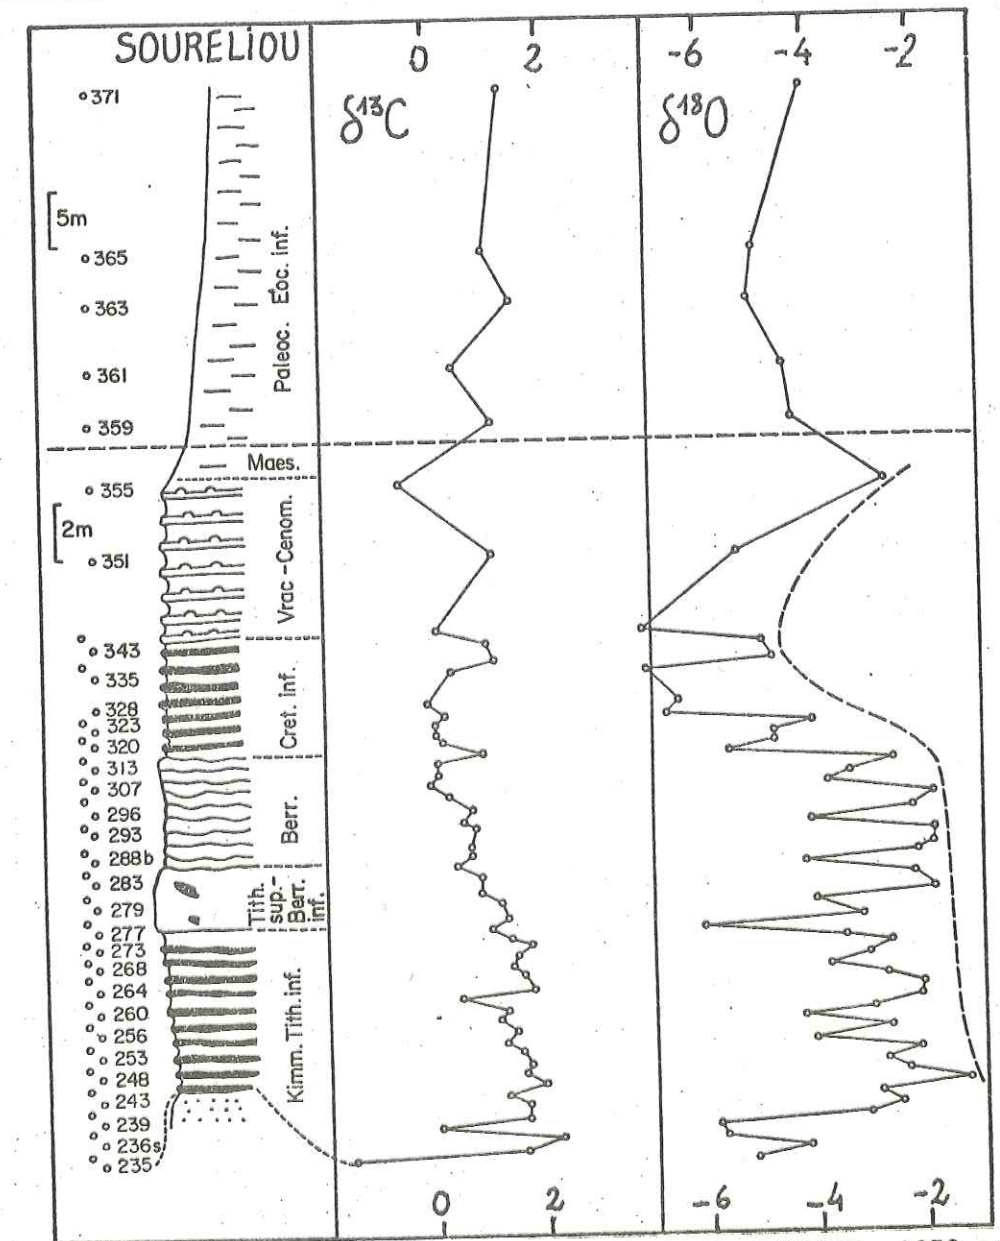 SOURELIOU
0 2
-6 -4 -2
δ13C
δ18O
371
5m
365
363
361
359
Paleoc. Eoc. inf.
Maes.
355
2m
351
Vrac-Cenom.
343
335
328
323
320
Cret. inf.
313
307
296
293
288b
Berr.
283
279
Tith.
sup.-
Berr.
inf.
277
273
268
264
260
256
253
248
243
239
236s
235
Kimm. Tith. inf.
0 2
-6 -4 -2